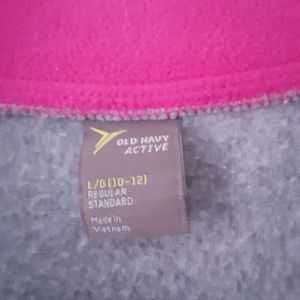 OLD NAVY
ACTIVE
L/G (10-12)
REGULAR
STANDARD
Made in
Vietnam